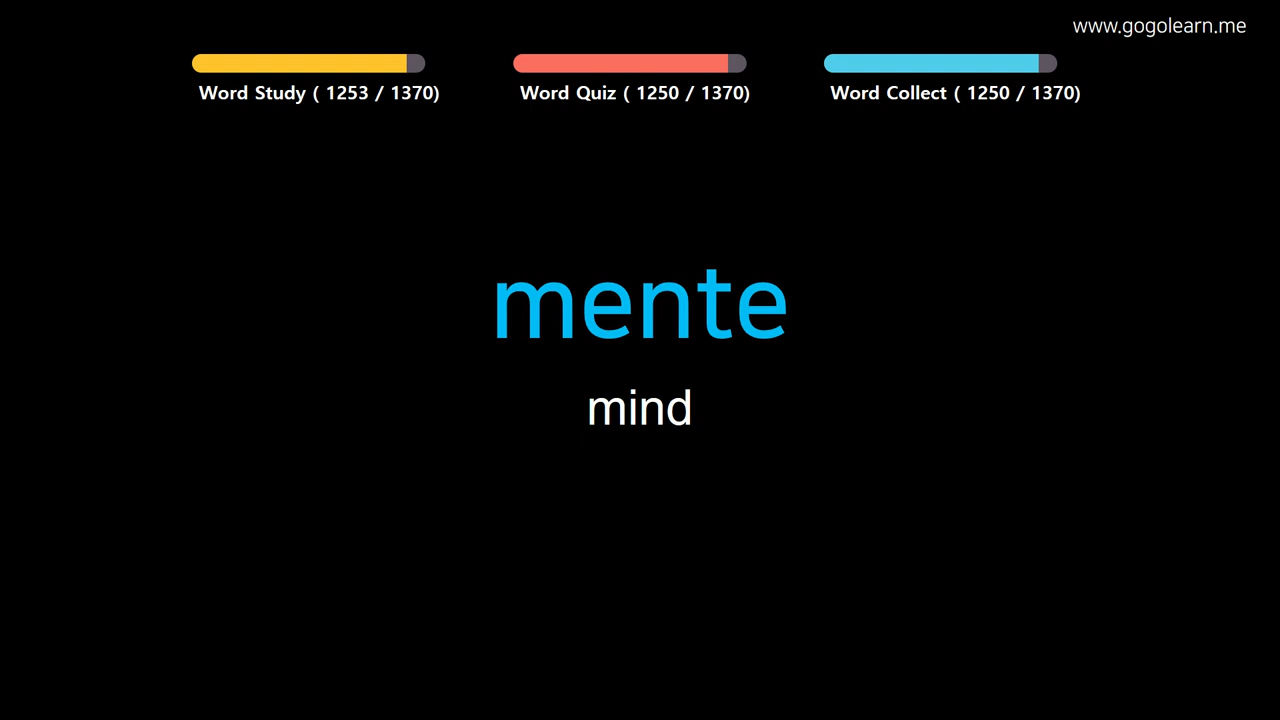 www.gogolearn.me
Word Study ( 1253 / 1370)
Word Quiz ( 1250 / 1370)
Word Collect ( 1250 / 1370)
mente
mind